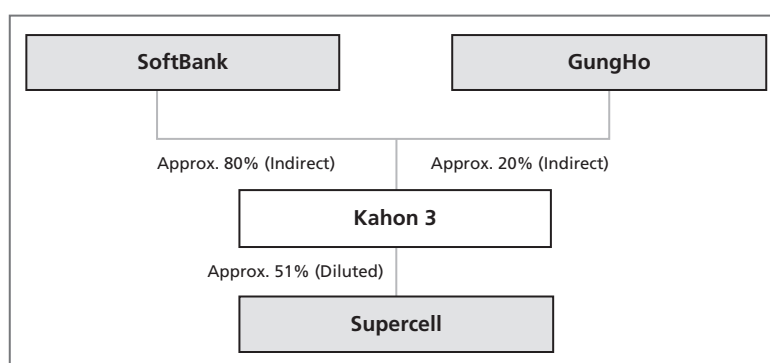 SoftBank
GungHo
Approx. 80% (Indirect)
Approx. 20% (Indirect)
Kahon 3
Approx. 51% (Diluted)
Supercell